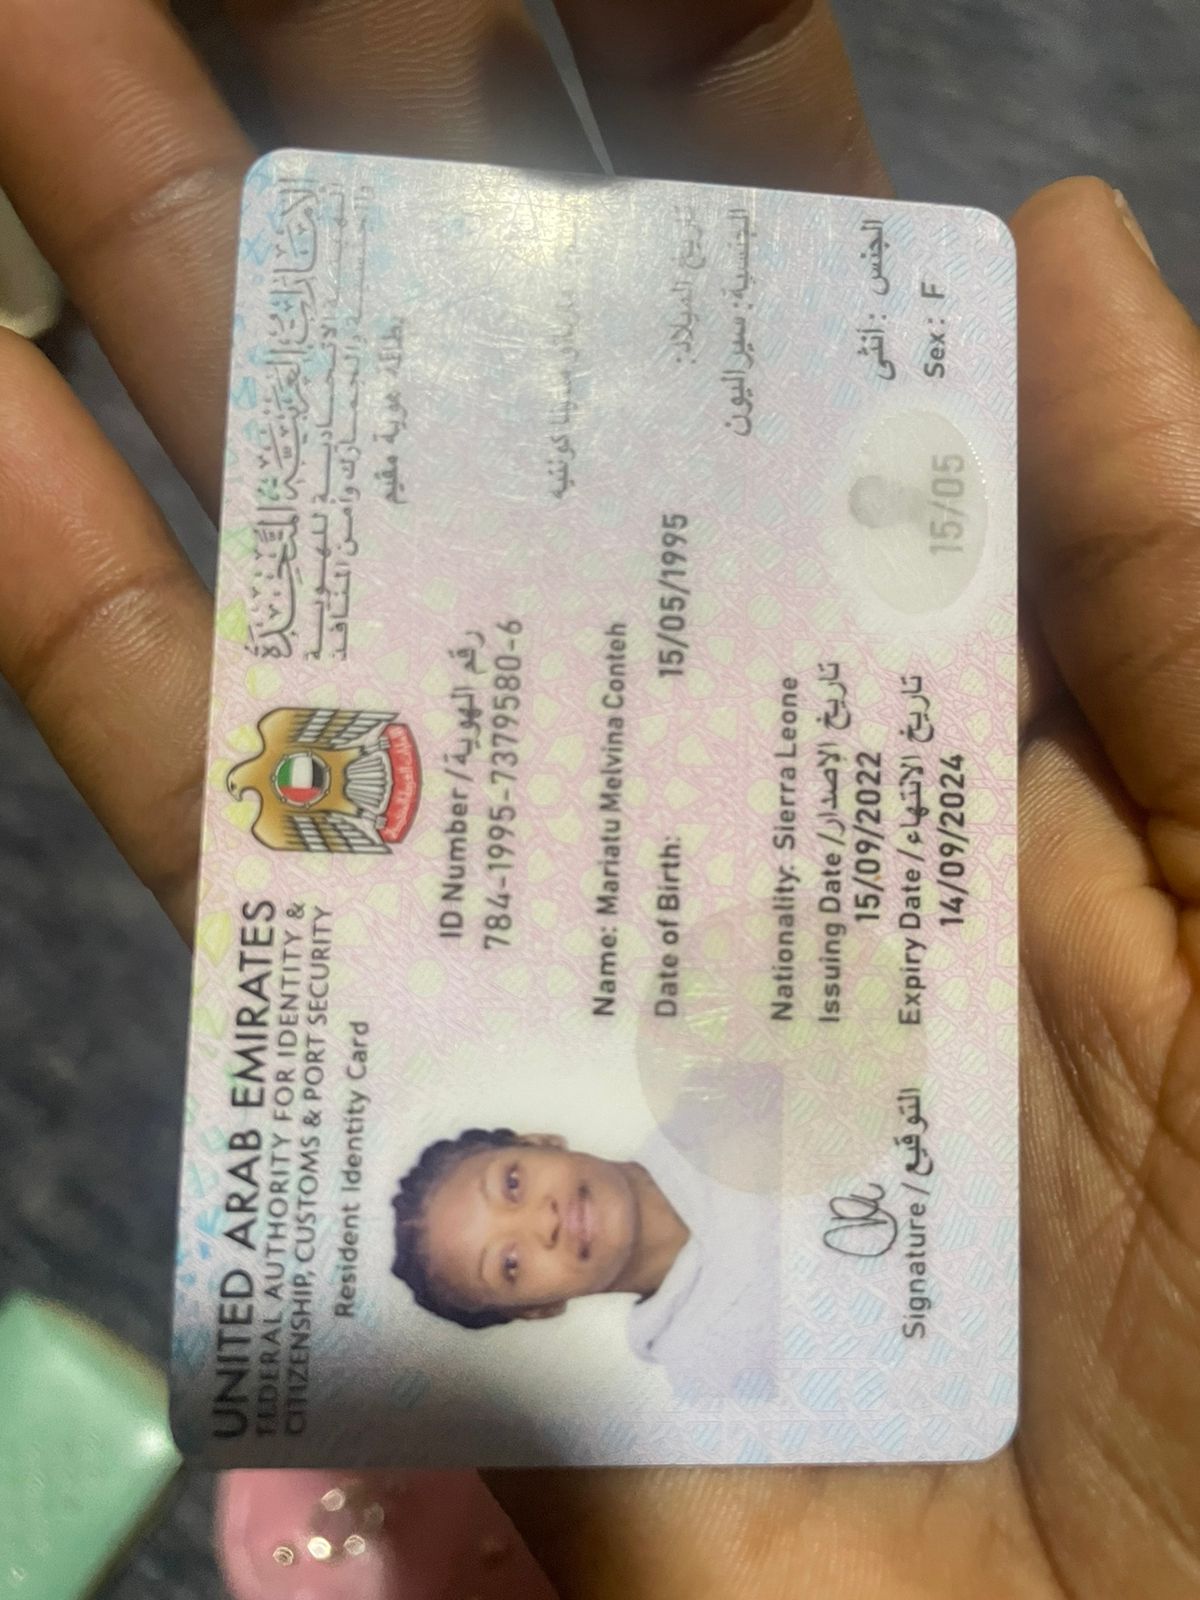 UNITED ARAB EMIRATES
FEDERAL AUTHORITY FOR IDENTITY &
CITIZENSHIP, CUSTOMS & PORT SECURITY
Resident Identity Card
الإمارات العربية المتحدة
الهيئة الاتحادية للهوية
والجنسية والجمارك وأمن المنافذ
بطاقة هوية مقيم
ID Number / رقم الهوية
784-1995-7379580-6
Name: Mariatu Melvina Conteh
Date of Birth: 15/05/1995 تاريخ الميلاد:
الجنسية: سيراليون
Nationality: Sierra Leone
Issuing Date / تاريخ الإصدار
15/09/2022
Expiry Date / تاريخ الانتهاء
14/09/2024
الجنس : أنثى
Sex: F
15/05
Signature / التوقيع